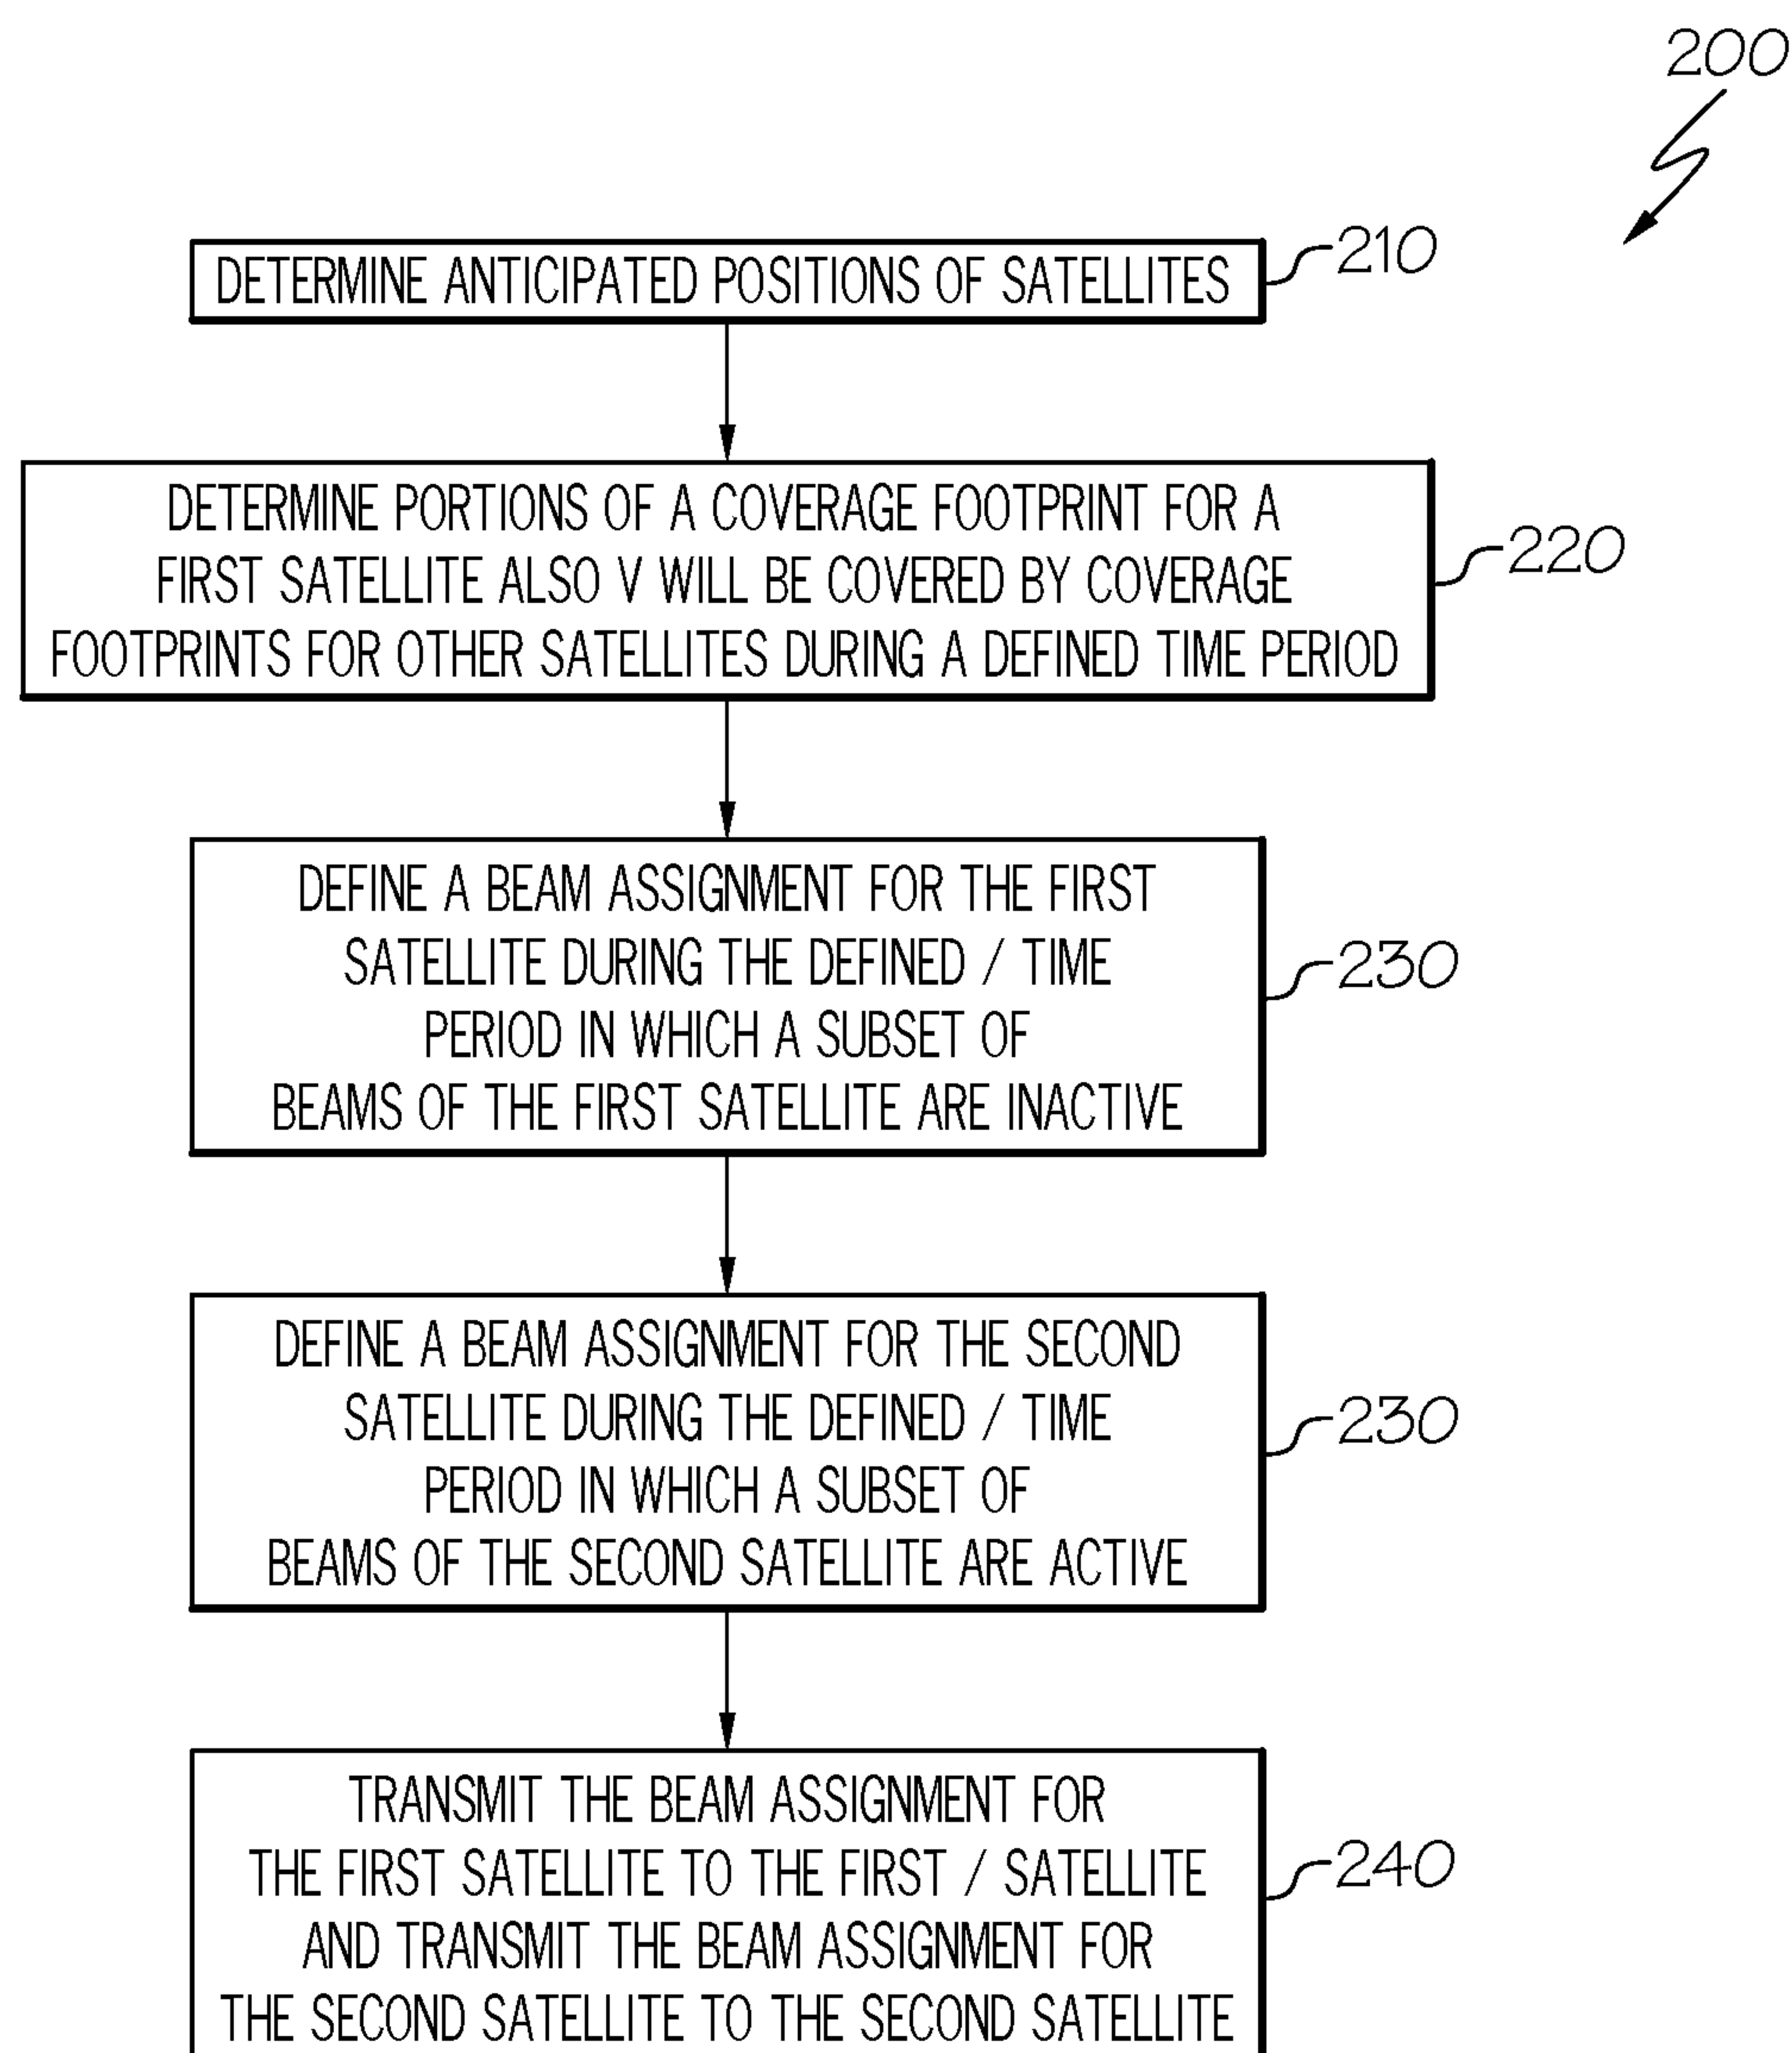 200
DETERMINE ANTICIPATED POSITIONS OF SATELLITES
210
DETERMINE PORTIONS OF A COVERAGE FOOTPRINT FOR A
FIRST SATELLITE ALSO V WILL BE COVERED BY COVERAGE
FOOTPRINTS FOR OTHER SATELLITES DURING A DEFINED TIME PERIOD
220
DEFINE A BEAM ASSIGNMENT FOR THE FIRST
SATELLITE DURING THE DEFINED / TIME
PERIOD IN WHICH A SUBSET OF
BEAMS OF THE FIRST SATELLITE ARE INACTIVE
230
DEFINE A BEAM ASSIGNMENT FOR THE SECOND
SATELLITE DURING THE DEFINED / TIME
PERIOD IN WHICH A SUBSET OF
BEAMS OF THE SECOND SATELLITE ARE ACTIVE
230
TRANSMIT THE BEAM ASSIGNMENT FOR
THE FIRST SATELLITE TO THE FIRST / SATELLITE
AND TRANSMIT THE BEAM ASSIGNMENT FOR
THE SECOND SATELLITE TO THE SECOND SATELLITE
240